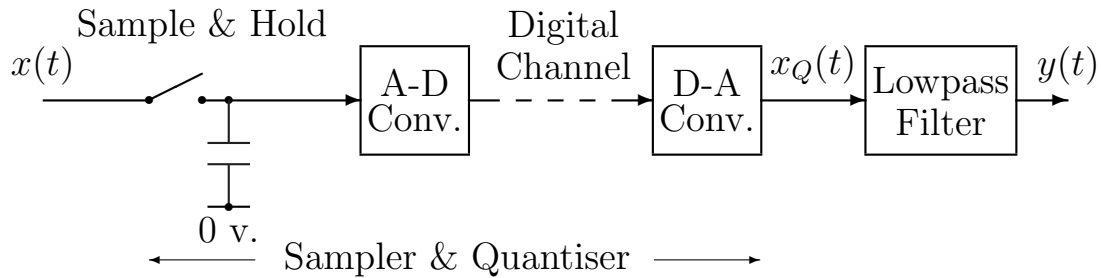 Sample & Hold
Digital
Channel
x(t)
A-D
Conv.
D-A
Conv.
x_Q(t)
Lowpass
Filter
y(t)
0 v.
Sampler & Quantiser